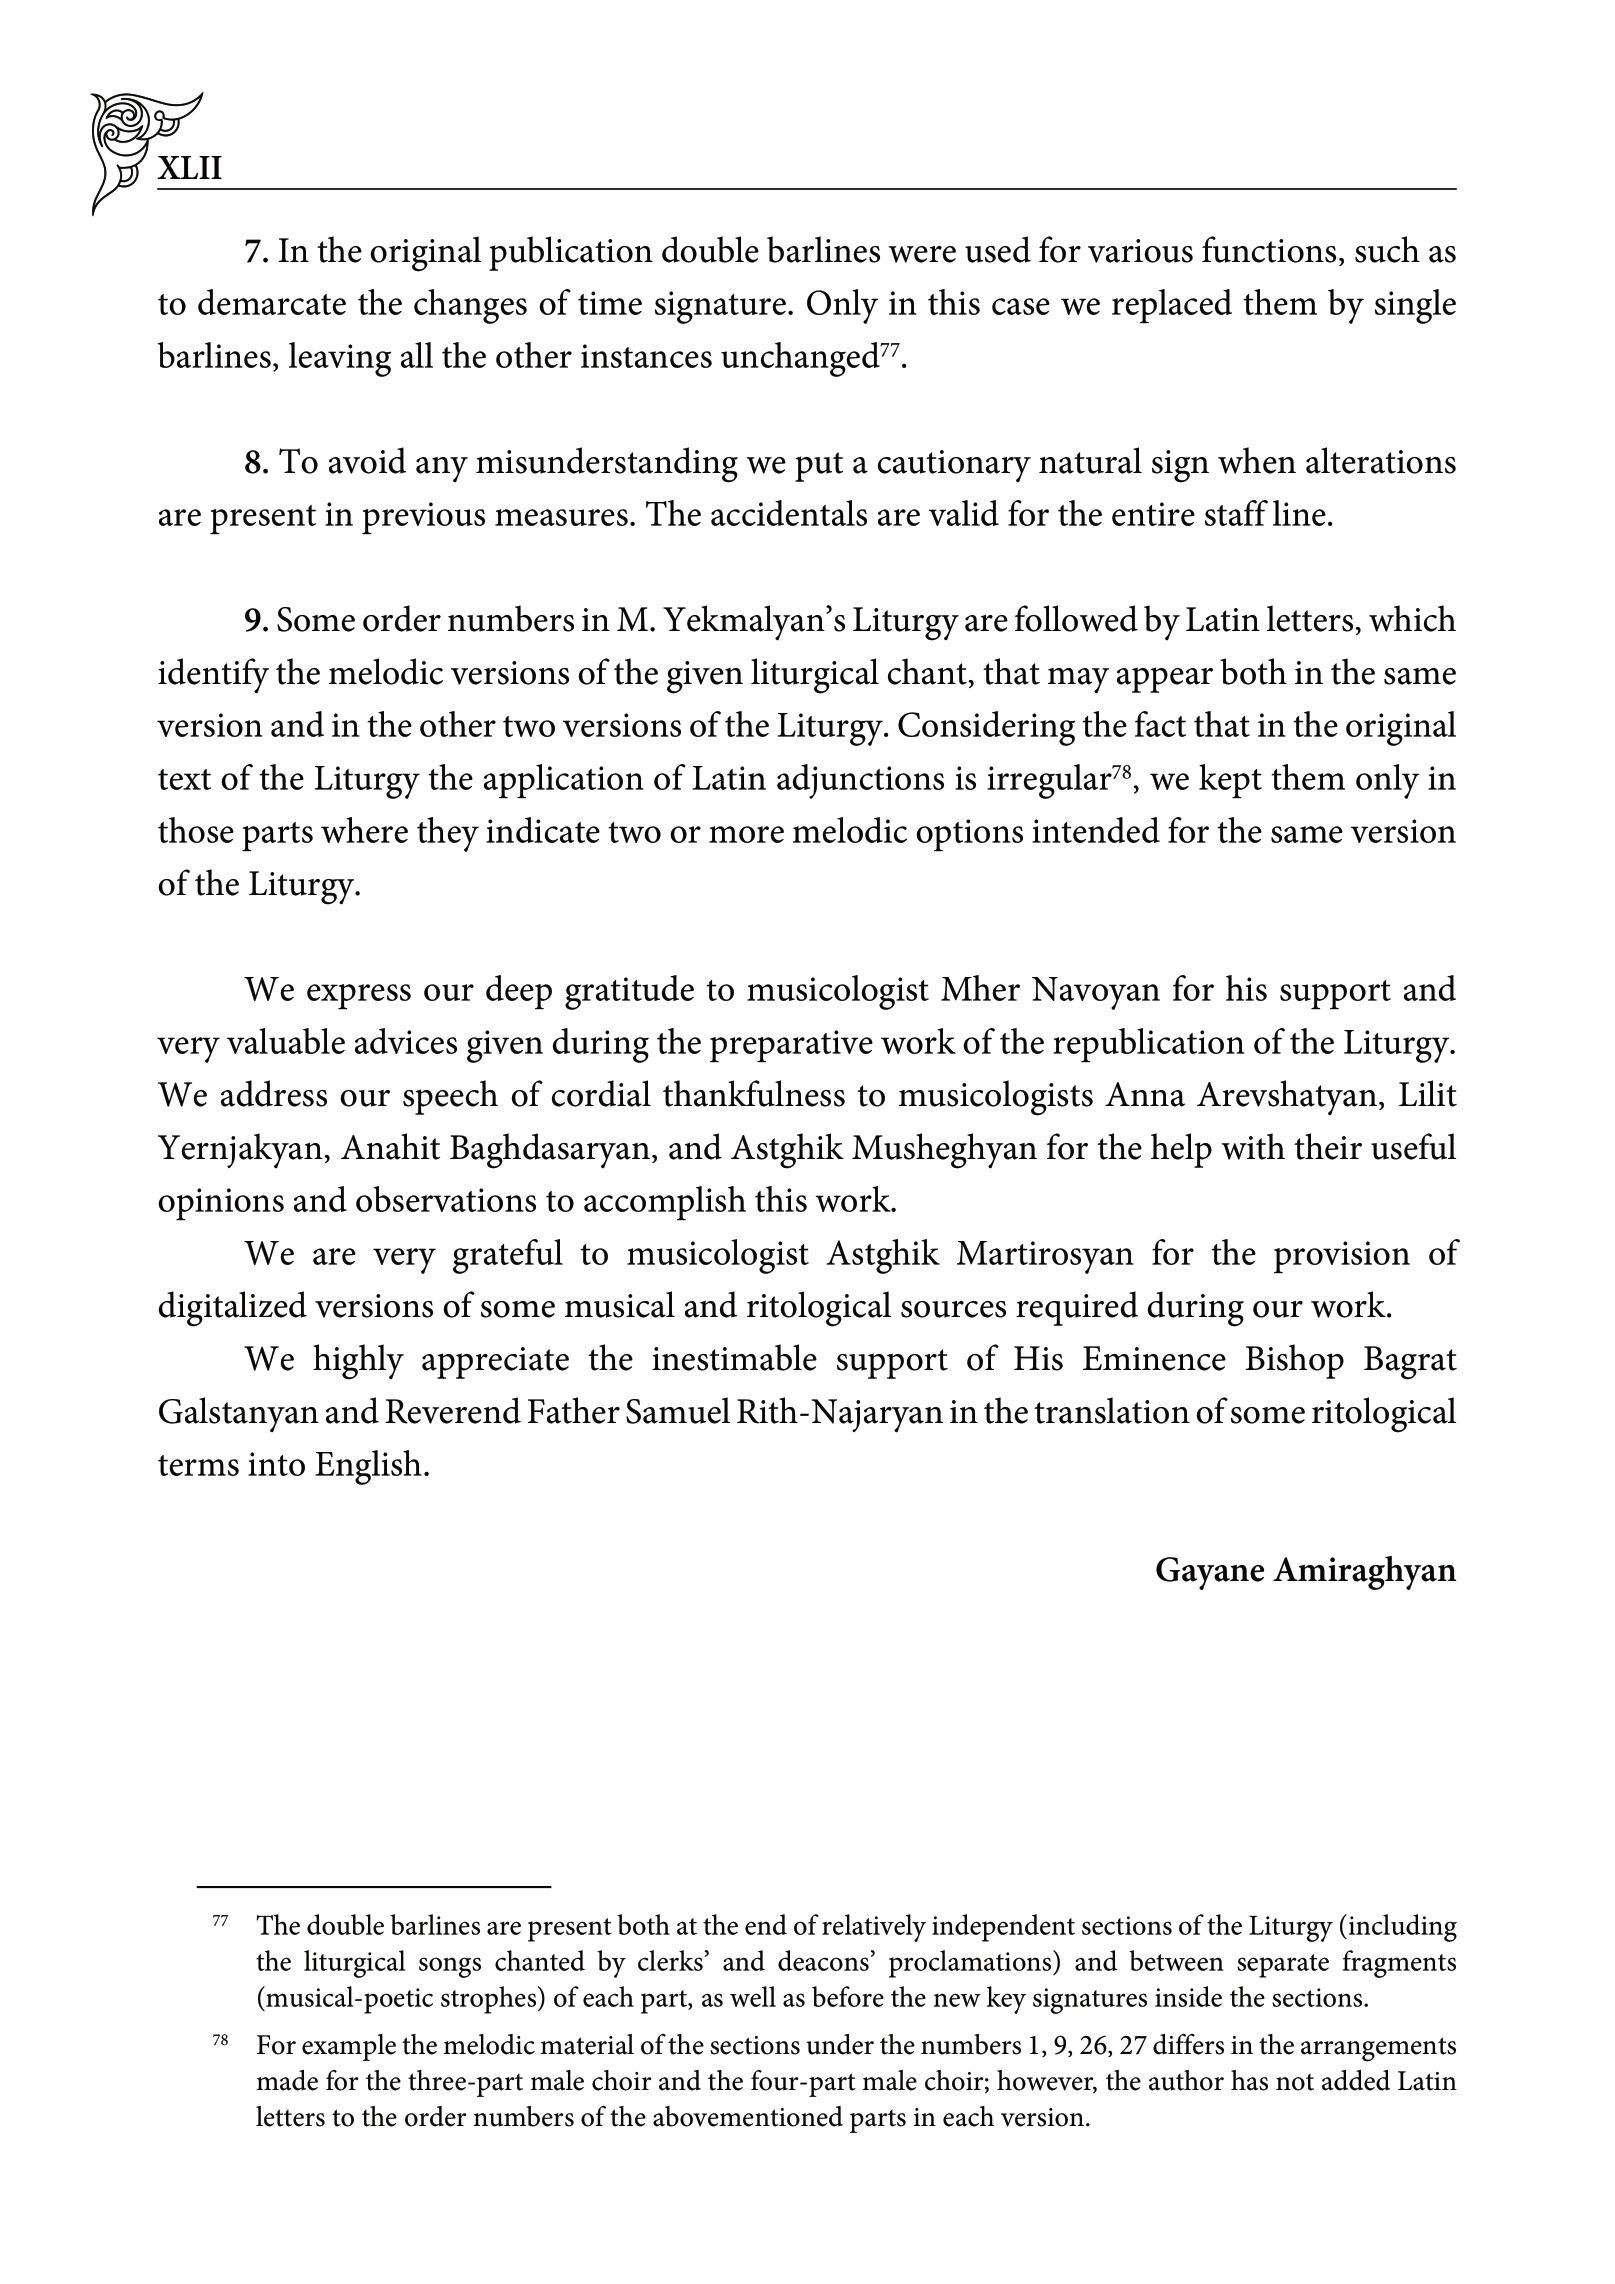 XLII
7. In the original publication double barlines were used for various functions, such as
to demarcate the changes of time signature. Only in this case we replaced them by single
barlines, leaving all the other instances unchanged⁷⁷.
8. To avoid any misunderstanding we put a cautionary natural sign when alterations
are present in previous measures. The accidentals are valid for the entire staff line.
9. Some order numbers in M. Yekmalyan’s Liturgy are followed by Latin letters, which
identify the melodic versions of the given liturgical chant, that may appear both in the same
version and in the other two versions of the Liturgy. Considering the fact that in the original
text of the Liturgy the application of Latin adjunctions is irregular⁷⁸, we kept them only in
those parts where they indicate two or more melodic options intended for the same version
of the Liturgy.
We express our deep gratitude to musicologist Mher Navoyan for his support and
very valuable advices given during the preparative work of the republication of the Liturgy.
We address our speech of cordial thankfulness to musicologists Anna Arevshatyan, Lilit
Yernjakyan, Anahit Baghdasaryan, and Astghik Musheghyan for the help with their useful
opinions and observations to accomplish this work.
We are very grateful to musicologist Astghik Martirosyan for the provision of
digitalized versions of some musical and ritological sources required during our work.
We highly appreciate the inestimable support of His Eminence Bishop Bagrat
Galstanyan and Reverend Father Samuel Rith-Najaryan in the translation of some ritological
terms into English.
Gayane Amiraghyan
⁷⁷ The double barlines are present both at the end of relatively independent sections of the Liturgy (including
the liturgical songs chanted by clerks’ and deacons’ proclamations) and between separate fragments
(musical-poetic strophes) of each part, as well as before the new key signatures inside the sections.
⁷⁸ For example the melodic material of the sections under the numbers 1, 9, 26, 27 differs in the arrangements
made for the three-part male choir and the four-part male choir; however, the author has not added Latin
letters to the order numbers of the abovementioned parts in each version.